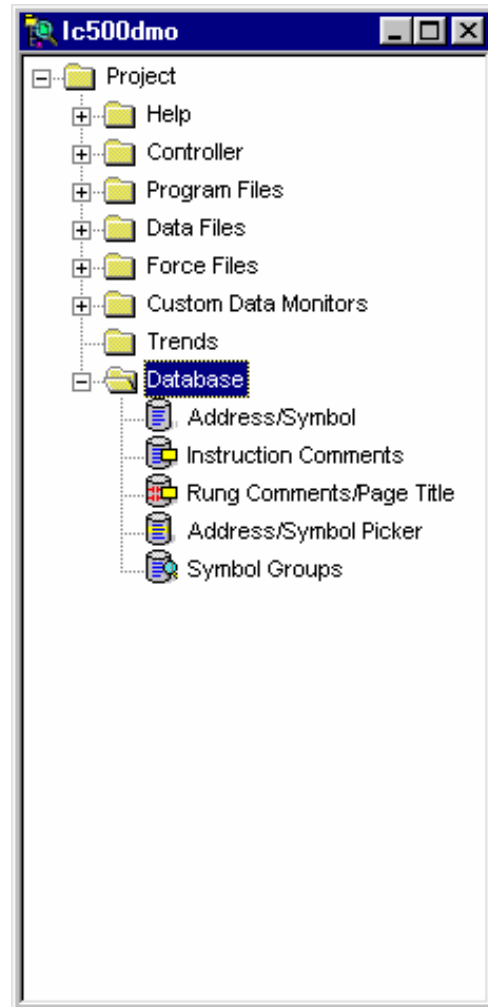 lc500dmo
Project
Help
Controller
Program Files
Data Files
Force Files
Custom Data Monitors
Trends
Database
Address/Symbol
Instruction Comments
Rung Comments/Page Title
Address/Symbol Picker
Symbol Groups